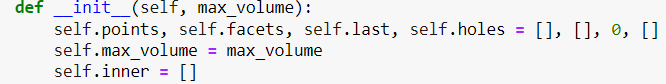 def __init__(self, max_volume):
    self.points, self.facets, self.last, self.holes = [], [], 0, []
    self.max_volume = max_volume
    self.inner = []